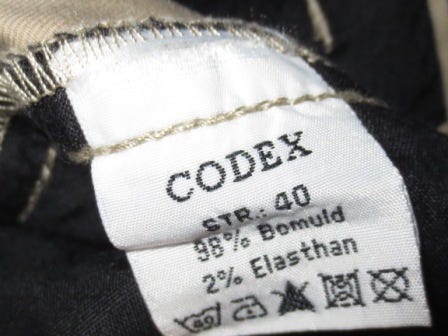 CODEX
STR.: 40
98% Bomuld
2% Elasthan